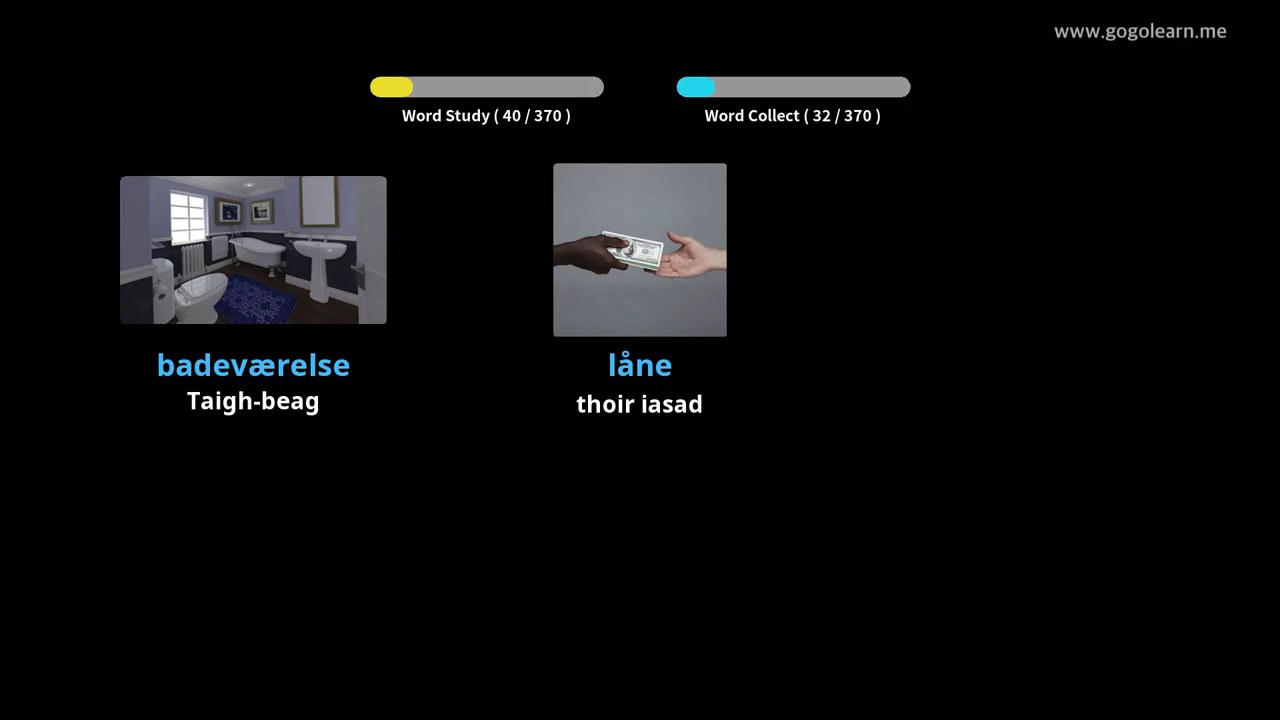 www.gogolearn.me
Word Study ( 40 / 370 )
Word Collect ( 32 / 370 )
badeværelse
Taigh-beag
låne
thoir iasad